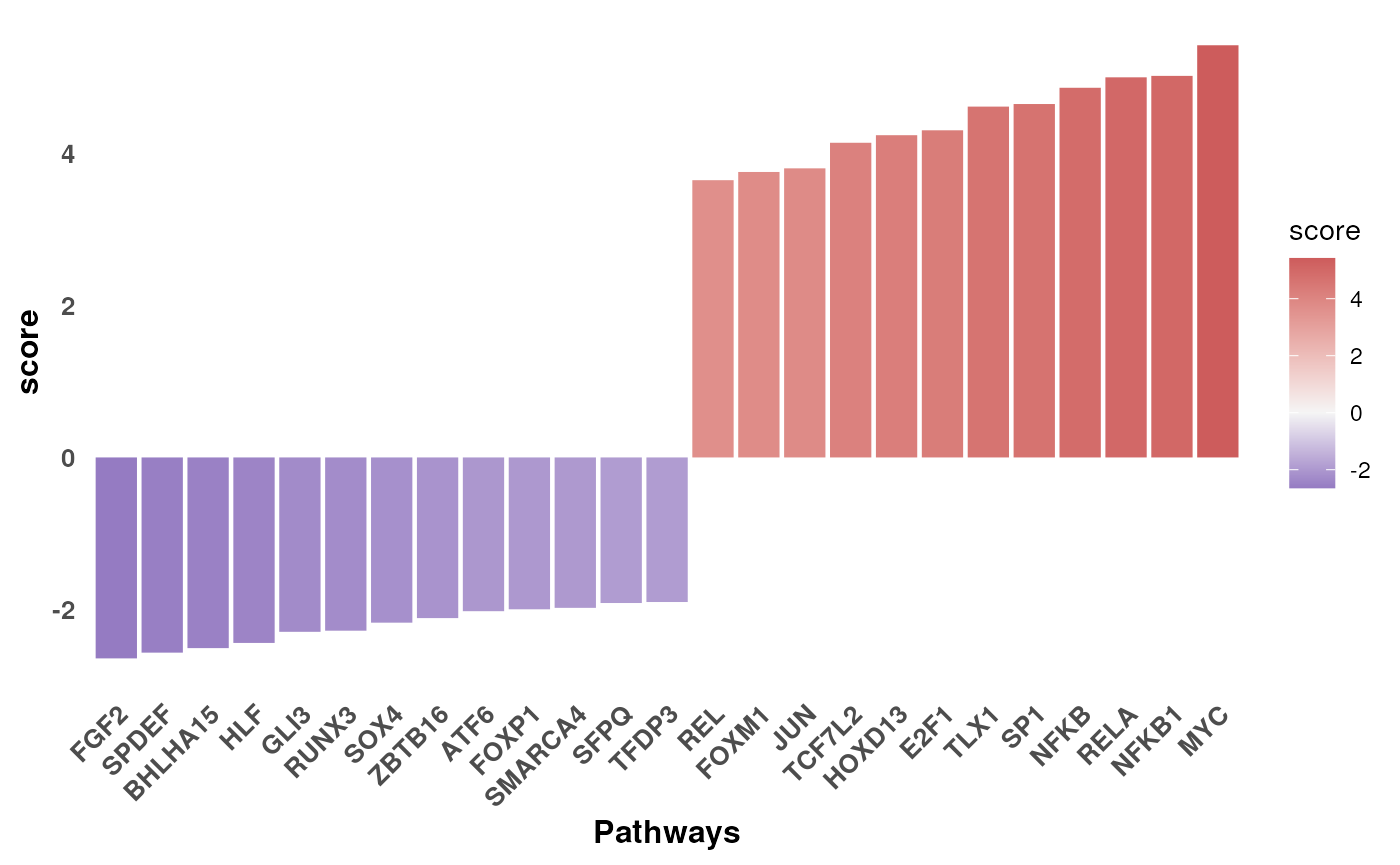 4
2
0
-2
score
FGF2
SPDEF
BHLHA15
HLF
GLI3
RUNX3
SOX4
ZBTB16
ATF6
FOXP1
SMARCA4
SFPQ
TFDP3
REL
FOXM1
JUN
TCF7L2
HOXD13
E2F1
TLX1
SP1
NFKB
RELA
NFKB1
MYC
Pathways
score
4
2
0
-2